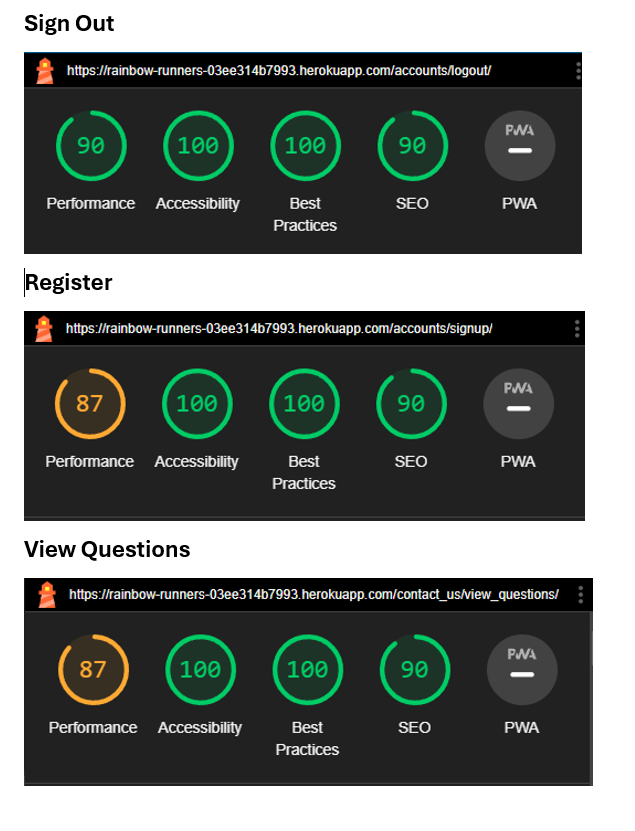 Sign Out
https://rainbow-runners-03ee314b7993.herokuapp.com/accounts/logout/
90 100 100 90 PWA
Performance Accessibility Best Practices SEO PWA
Register
https://rainbow-runners-03ee314b7993.herokuapp.com/accounts/signup/
87 100 100 90 PWA
Performance Accessibility Best Practices SEO PWA
View Questions
https://rainbow-runners-03ee314b7993.herokuapp.com/contact_us/view_questions/
87 100 100 90 PWA
Performance Accessibility Best Practices SEO PWA